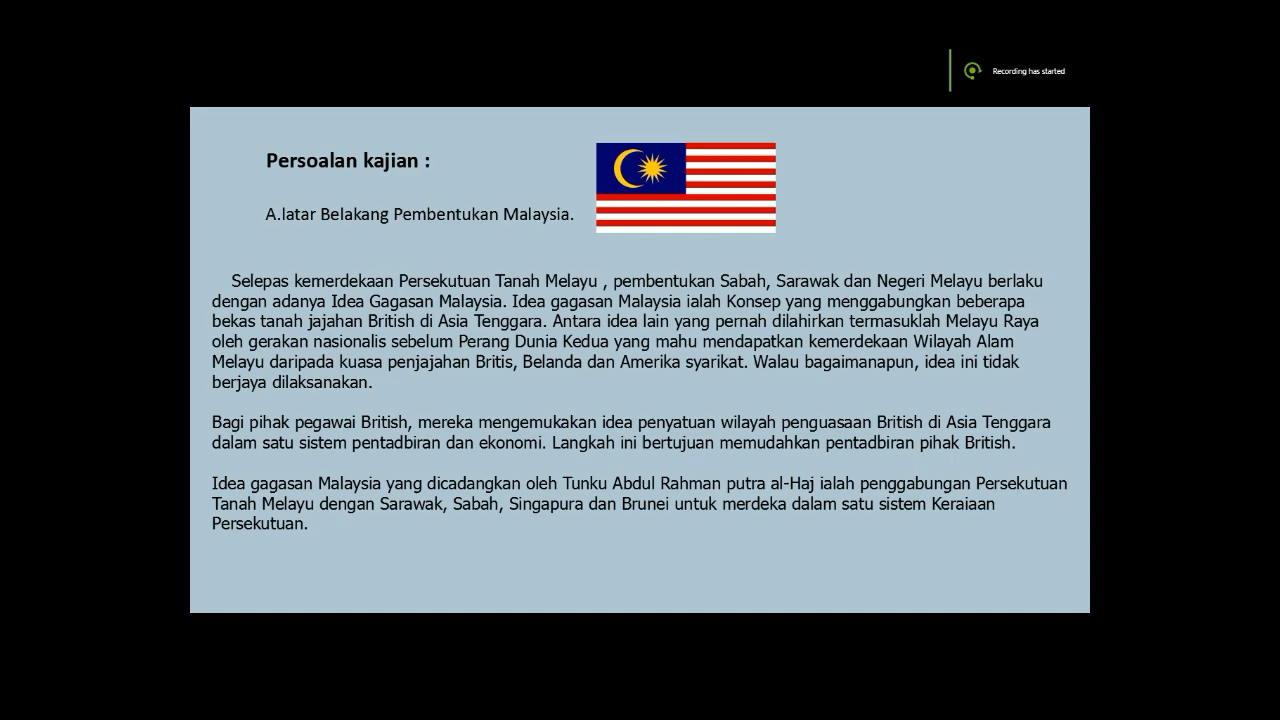 Recording has started
Persoalan kajian :
A.latar Belakang Pembentukan Malaysia.
Selepas kemerdekaan Persekutuan Tanah Melayu , pembentukan Sabah, Sarawak dan Negeri Melayu berlaku
dengan adanya Idea Gagasan Malaysia. Idea gagasan Malaysia ialah Konsep yang menggabungkan beberapa
bekas tanah jajahan British di Asia Tenggara. Antara idea lain yang pernah dilahirkan termasuklah Melayu Raya
oleh gerakan nasionalis sebelum Perang Dunia Kedua yang mahu mendapatkan kemerdekaan Wilayah Alam
Melayu daripada kuasa penjajahan Britis, Belanda dan Amerika syarikat. Walau bagaimanapun, idea ini tidak
berjaya dilaksanakan.
Bagi pihak pegawai British, mereka mengemukakan idea penyatuan wilayah penguasaan British di Asia Tenggara
dalam satu sistem pentadbiran dan ekonomi. Langkah ini bertujuan memudahkan pentadbiran pihak British.
Idea gagasan Malaysia yang dicadangkan oleh Tunku Abdul Rahman putra al-Haj ialah penggabungan Persekutuan
Tanah Melayu dengan Sarawak, Sabah, Singapura dan Brunei untuk merdeka dalam satu sistem Keraiaan
Persekutuan.